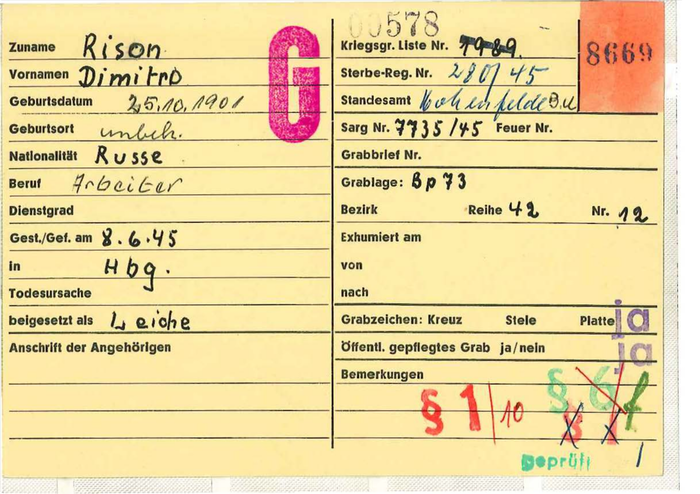 00578
Zuname Rison
Vornamen Dimitro
Geburtsdatum 25.10.1901
Geburtsort unbek.
Nationalität Russe
Beruf Arbeiter
Dienstgrad
Gest./Gef. am 8.6.45
in Hbg.
Todesursache
beigesetzt als Leiche
Anschrift der Angehörigen
G
Kriegsgr. Liste Nr. 1989.
8669
Sterbe-Reg. Nr. 280/45
Standesamt Hohenfelde
Sarg Nr. 7735/45 Feuer Nr.
Grabbrief Nr.
Grablage: Bp 73
Bezirk Reihe 42 Nr. 12
Exhumiert am
von
nach
Grabzeichen: Kreuz Stele Platte ja
Öffentl. gepflegtes Grab ja/nein ja
Bemerkungen
§ 1/10 § 6 f
§ 1
geprüft